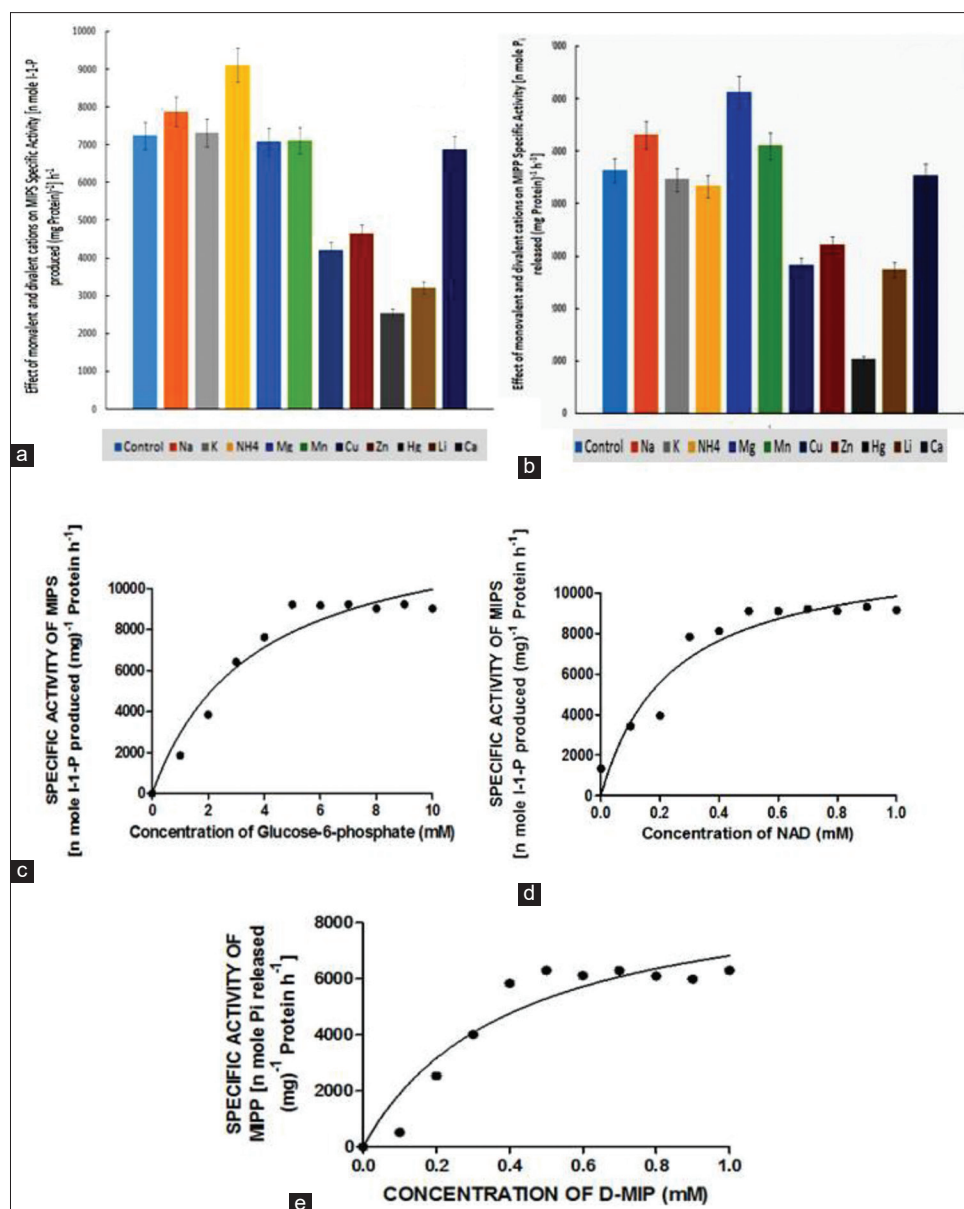 Effect of monvalent and divalent cations on MIPS Specific Activity [n mole I-1-P
produced (mg Protein)⁻¹] h⁻¹
10000
9000
8000
7000
6000
5000
4000
3000
2000
1000
0
Control Na K NH4 Mg Mn Cu Zn Hg Li Ca
a
Effect of monovalent and divalent cations on MIPP Specific Activity [n mole Pi
released (mg Protein)⁻¹ h⁻¹]
000
0
Control Na K NH4 Mg Mn Cu Zn Hg Li Ca
b
SPECIFIC ACTIVITY OF MIPS
[n mole I-1-P produced (mg)⁻¹ Protein h⁻¹]
10000
8000
6000
4000
2000
0
0 2 4 6 8 10
Concentration of Glucose-6-phosphate (mM)
c
SPECIFIC ACTIVITY OF MIPS
[n mole I-1-P produced (mg)⁻¹ Protein h⁻¹]
10000
8000
6000
4000
2000
0
0.0 0.2 0.4 0.6 0.8 1.0
Concentration of NAD (mM)
d
SPECIFIC ACTIVITY OF
MIPP [n mole Pi released
(mg)⁻¹ Protein h⁻¹]
8000
6000
4000
2000
0
0.0 0.2 0.4 0.6 0.8 1.0
CONCENTRATION OF D-MIP (mM)
e